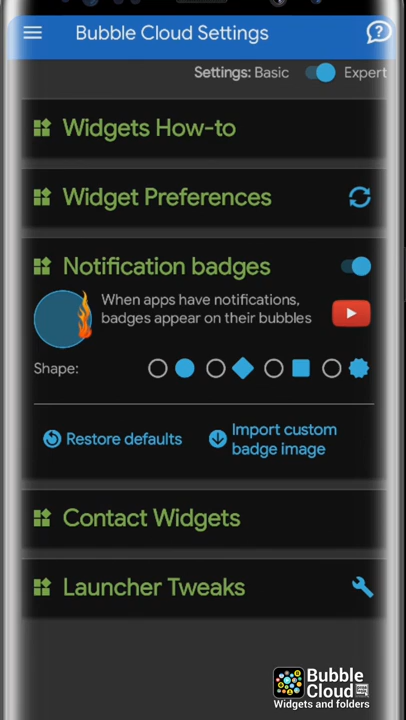 Bubble Cloud Settings
Settings: Basic Expert
Widgets How-to
Widget Preferences
Notification badges
When apps have notifications,
badges appear on their bubbles
Shape:
Restore defaults
Import custom
badge image
Contact Widgets
Launcher Tweaks
Bubble
Cloud
Widgets and folders